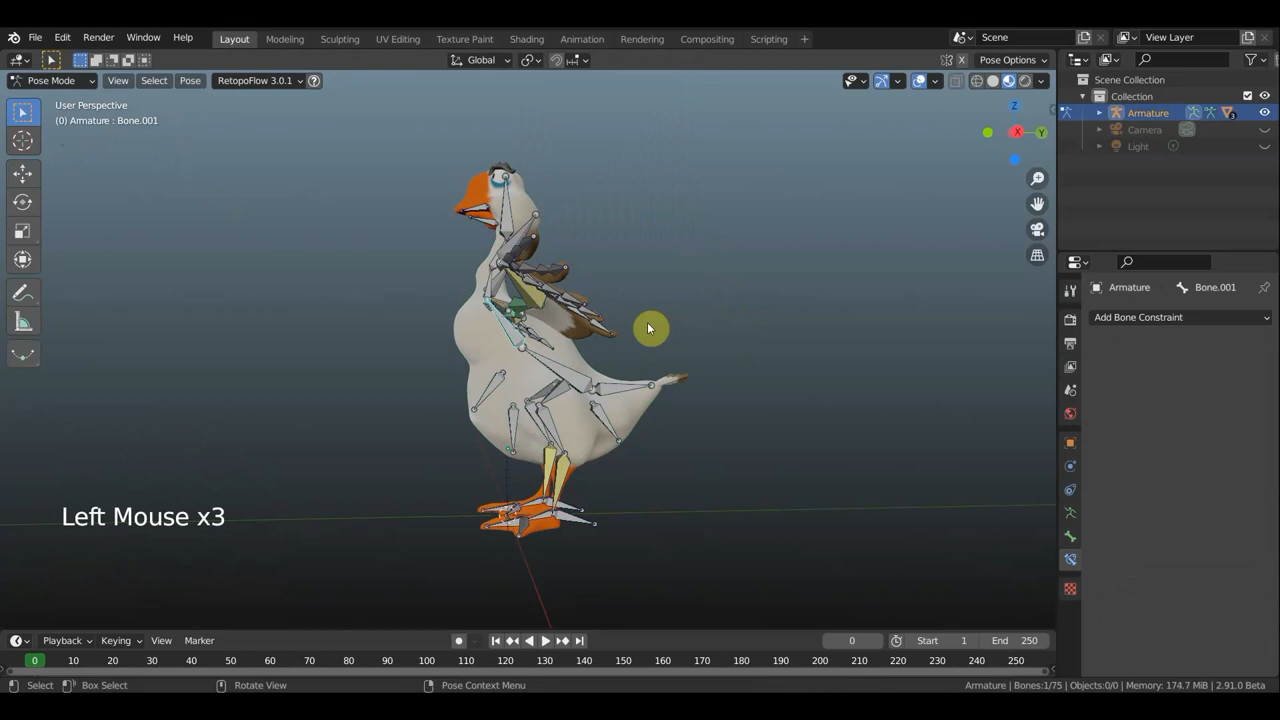 File Edit Render Window Help Layout Modeling Sculpting UV Editing Texture Paint Shading Animation Rendering Compositing Scripting + Scene View Layer
Global X Pose Options
Pose Mode View Select Pose RetopoFlow 3.0.1 ?
User Perspective
(0) Armature : Bone.001
Z
X
Y
Scene Collection
Collection
Armature
3
Camera
Light
Armature Bone.001
Add Bone Constraint
Left Mouse x3
Playback Keying View Marker 0 Start 1 End 250
0 10 20 30 40 50 60 70 80 90 100 110 120 130 140 150 160 170 180 190 200 210 220 230 240 250
Select Box Select Rotate View Pose Context Menu Armature | Bones:1/75 | Objects:0/0 | Memory: 174.7 MiB | 2.91.0 Beta